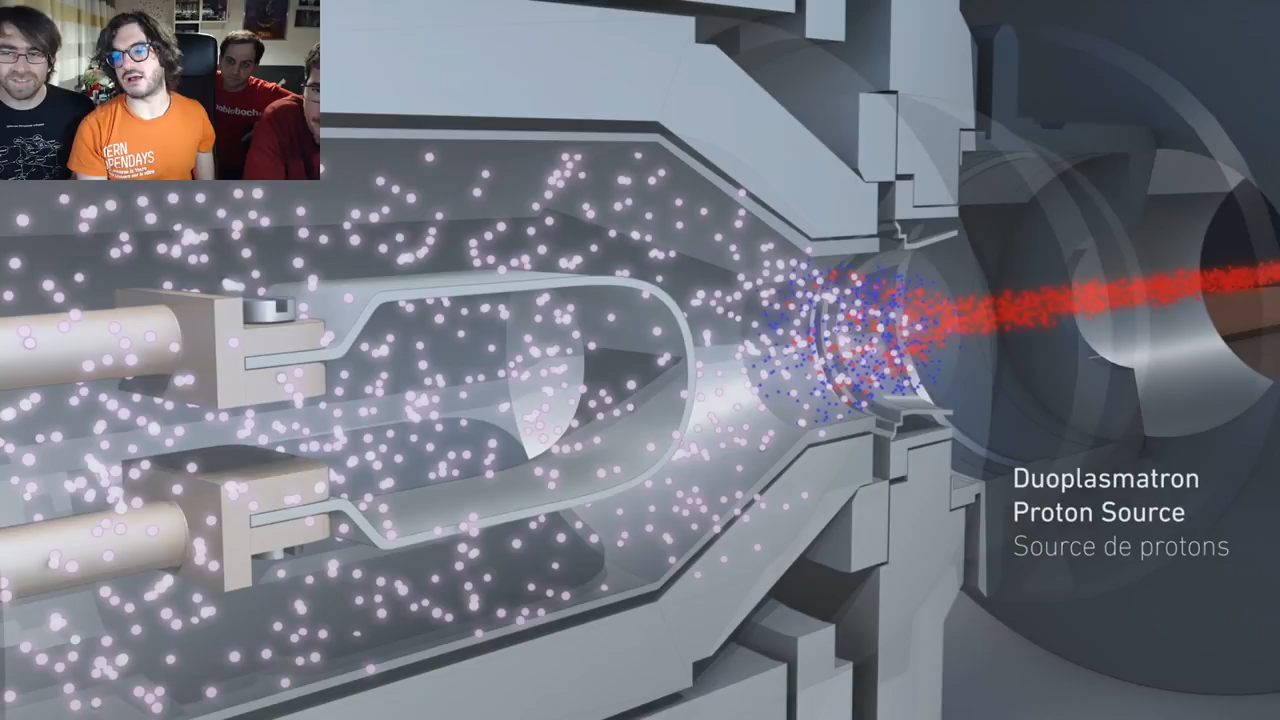 CERN
OPENDAYS
Duoplasmatron
Proton Source
Source de protons